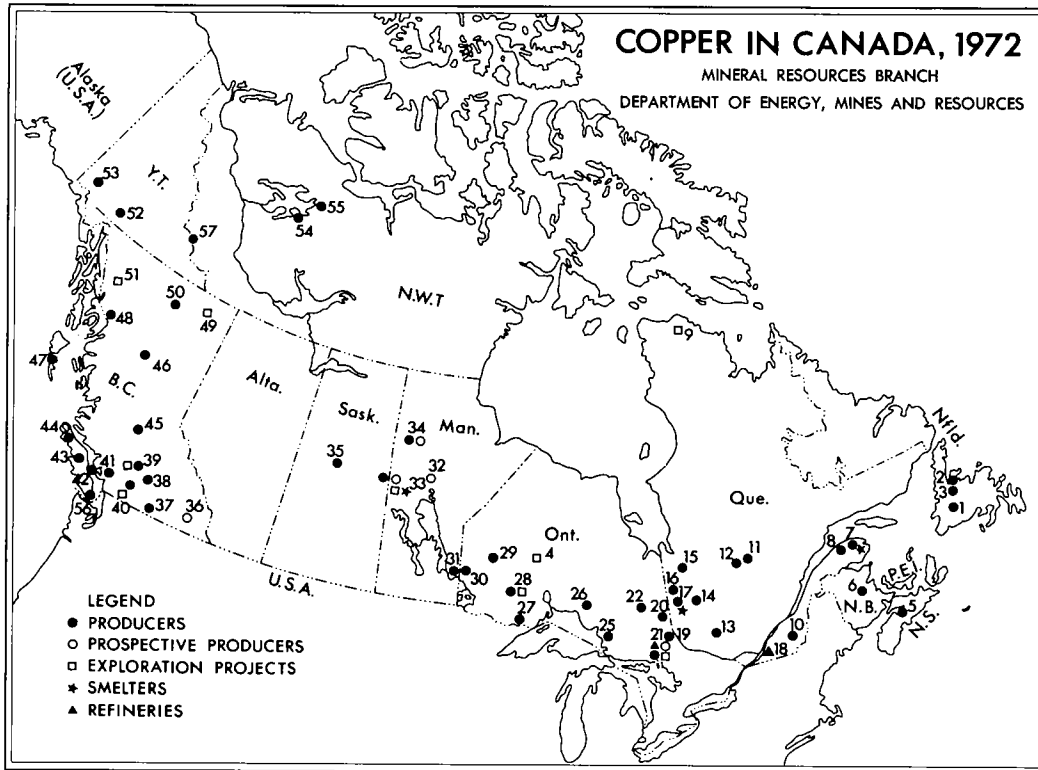 COPPER IN CANADA, 1972
MINERAL RESOURCES BRANCH
DEPARTMENT OF ENERGY, MINES AND RESOURCES
Alaska
(U.S.A.)
Y.T.
53
52
57
55
54
N.W.T
51
50
49
48
47
46
B.C.
Alta.
Sask.
Man.
9
Nfld.
44
45
43
41
39
42
38
56
40
37
36
35
34
32
33
2
3
1
Que.
Ont.
4
31
30
29
28
27
26
25
22
20
21
19
15
16
17
14
13
12
11
8
7
P.E.I.
6
N.B.
5
N.S.
10
18
U.S.A.
LEGEND
PRODUCERS
PROSPECTIVE PRODUCERS
EXPLORATION PROJECTS
SMELTERS
REFINERIES